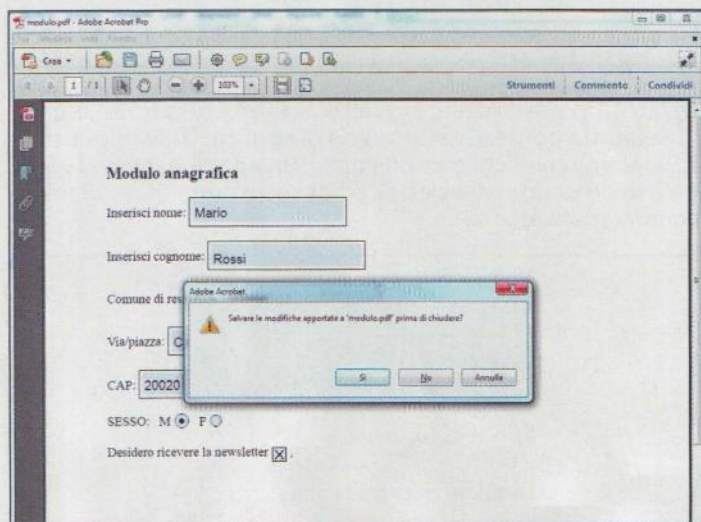 modulo.pdf - Adobe Acrobat Pro
Crea
1 / 1 103% Strumenti Commento Condividi
Modulo anagrafica
Inserisci nome: Mario
Inserisci cognome: Rossi
Adobe Acrobat
Comune di res
Salvare le modifiche apportate a 'modulo.pdf' prima di chiudere?
Via/piazza: C
Sì No Annulla
CAP: 20020
SESSO: M F
Desidero ricevere la newsletter .